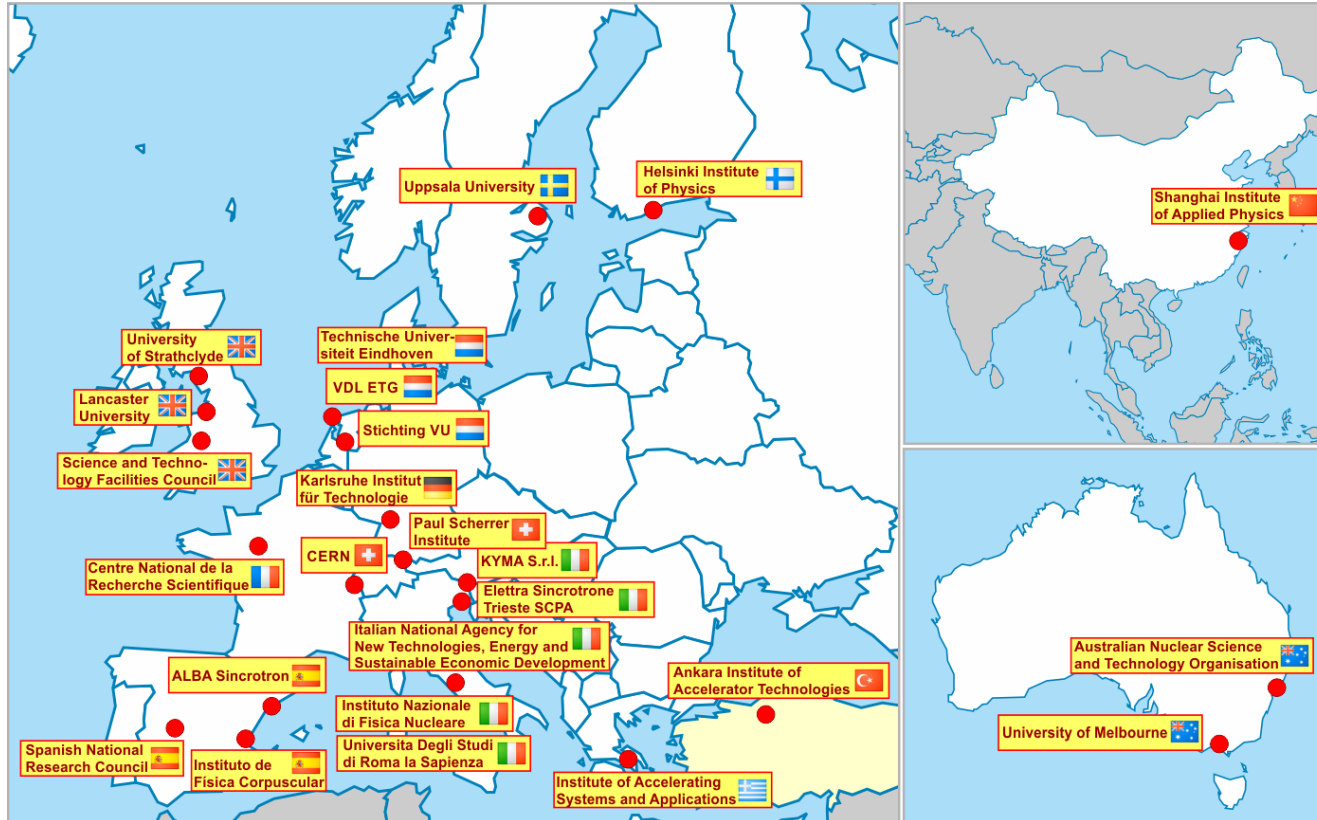 Uppsala University
Helsinki Institute
of Physics
University
of Strathclyde
Technische Univer-
siteit Eindhoven
VDL ETG
Lancaster
University
Stichting VU
Science and Techno-
logy Facilities Council
Karlsruhe Institut
für Technologie
Paul Scherrer
Institute
CERN
KYMA S.r.l.
Centre National de la
Recherche Scientifique
Elettra Sincrotrone
Trieste SCPA
Italian National Agency for
New Technologies, Energy and
Sustainable Economic Development
ALBA Sincrotron
Ankara Institute of
Accelerator Technologies
Instituto Nazionale
di Fisica Nucleare
Universita Degli Studi
di Roma la Sapienza
Spanish National
Research Council
Instituto de
Física Corpuscular
Institute of Accelerating
Systems and Applications
Shanghai Institute
of Applied Physics
Australian Nuclear Science
and Technology Organisation
University of Melbourne